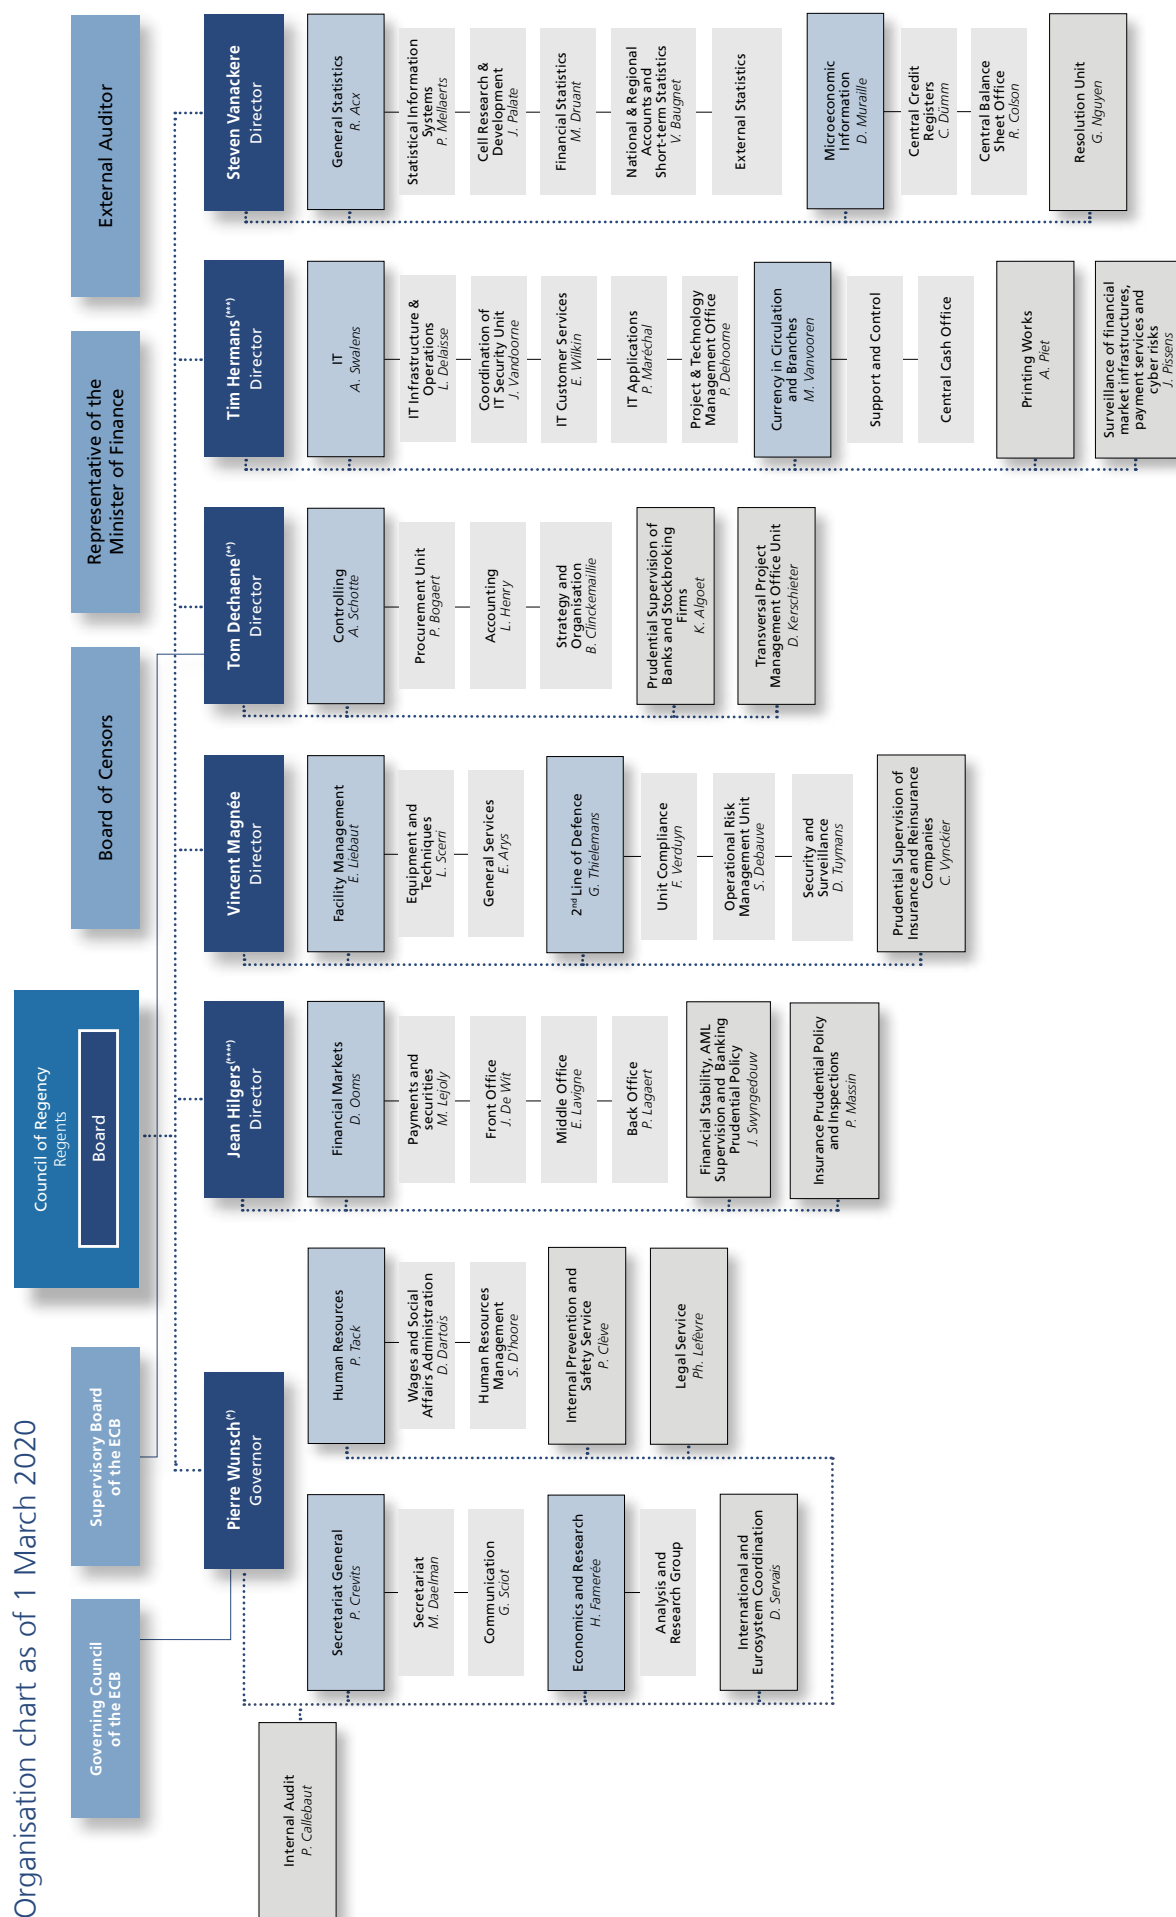 Organisation chart as of 1 March 2020
Council of Regency
Regents
Board
Governing Council
of the ECB
Supervisory Board
of the ECB
Board of Censors
Representative of the
Minister of Finance
External Auditor
Pierre Wunsch(*)
Governor
Jean Hilgers(****)
Director
Vincent Magnée
Director
Tom Dechaene(**)
Director
Tim Hermans(***)
Director
Steven Vanackere
Director
Internal Audit
P. Callebaut
Secretariat General
P. Crevits
Secretariat
M. Daelman
Communication
G. Sciot
Economics and Research
H. Famerée
Analysis and
Research Group
International and
Eurosystem Coordination
D. Servais
Human Resources
P. Tack
Wages and Social
Affairs Administration
D. Dartois
Human Resources
Management
S. D'hoore
Internal Prevention and
Safety Service
P. Clève
Legal Service
Ph. Lefèvre
Financial Markets
D. Ooms
Payments and
securities
M. Lejoly
Front Office
J. De Wit
Middle Office
E. Lavigne
Back Office
P. Lagaert
Financial Stability, AML
Supervision and Banking
Prudential Policy
J. Swyngedouw
Insurance Prudential Policy
and Inspections
P. Massin
Facility Management
E. Liebaut
Equipment and
Techniques
L. Scerri
General Services
E. Arys
2nd Line of Defence
G. Thielemans
Unit Compliance
F. Verduyn
Operational Risk
Management Unit
S. Debauve
Security and
Surveillance
D. Tuymans
Prudential Supervision of
Insurance and Reinsurance
Companies
C. Vynckier
Controlling
A. Schotte
Procurement Unit
P. Bogaert
Accounting
L. Henry
Strategy and
Organisation
B. Clinckemaillie
Prudential Supervision of
Banks and Stockbroking
Firms
K. Algoet
Transversal Project
Management Office Unit
D. Kerschieter
IT
A. Swalens
IT Infrastructure &
Operations
L. Delaisse
Coordination of
IT Security Unit
J. Vandoorne
IT Customer Services
E. Wilkin
IT Applications
P. Maréchal
Project & Technology
Management Office
P. Dehoorne
Currency in Circulation
and Branches
M. Vanvooren
Support and Control
Central Cash Office
Printing Works
A. Piet
Surveillance of financial
market infrastructures,
payment services and
cyber risks
J. Pissens
General Statistics
R. Acx
Statistical Information
Systems
P. Mellaerts
Cell Research &
Development
J. Palate
Financial Statistics
M. Druant
National & Regional
Accounts and
Short-term Statistics
V. Baugnet
External Statistics
Microeconomic
Information
D. Muraille
Central Credit
Registers
C. Dümm
Central Balance
Sheet Office
R. Colson
Resolution Unit
G. Nguyen